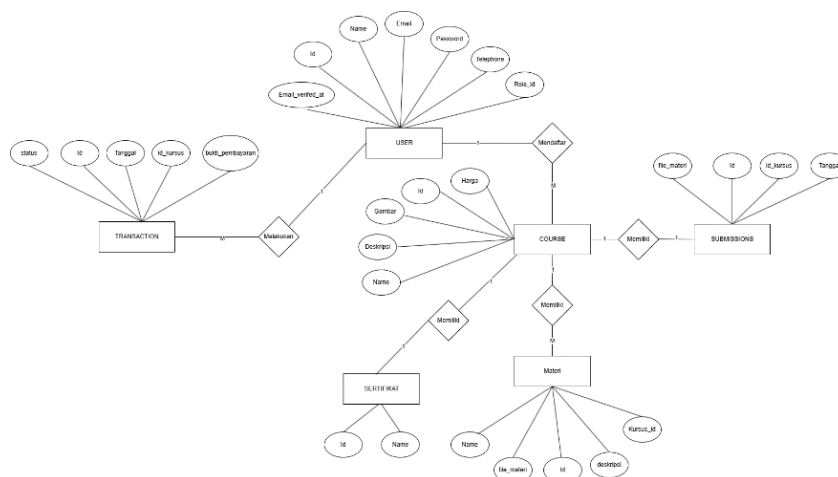 Email
Name
Password
Id
Telephone
Email_verifed_at
Role_id
USER
1
Mendaftar
status
Id
Tanggal
id_kursus
bukti_pembayaran
TRANSACTION
M
Melakukan
1
Id
Harga
Gambar
Deskripsi
Name
M
COURSE
1
Memiliki
1
SUBMISSIONS
file_materi
Id
id_kursus
Tanggal
1
Memiliki
1
SERTIFIKAT
Id
Name
1
Memiliki
M
Materi
Name
file_materi
Id
deskripsi
Kursus_id